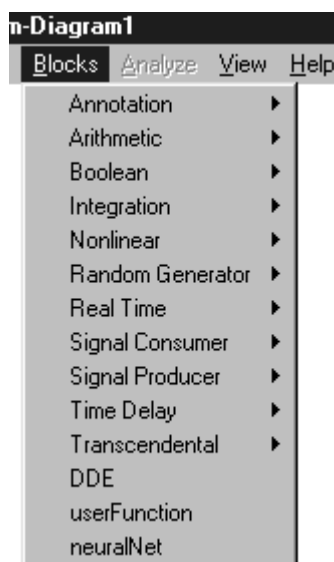 m-Diagram1
Blocks Analyze View Help
Annotation
Arithmetic
Boolean
Integration
Nonlinear
Random Generator
Real Time
Signal Consumer
Signal Producer
Time Delay
Transcendental
DDE
userFunction
neuralNet